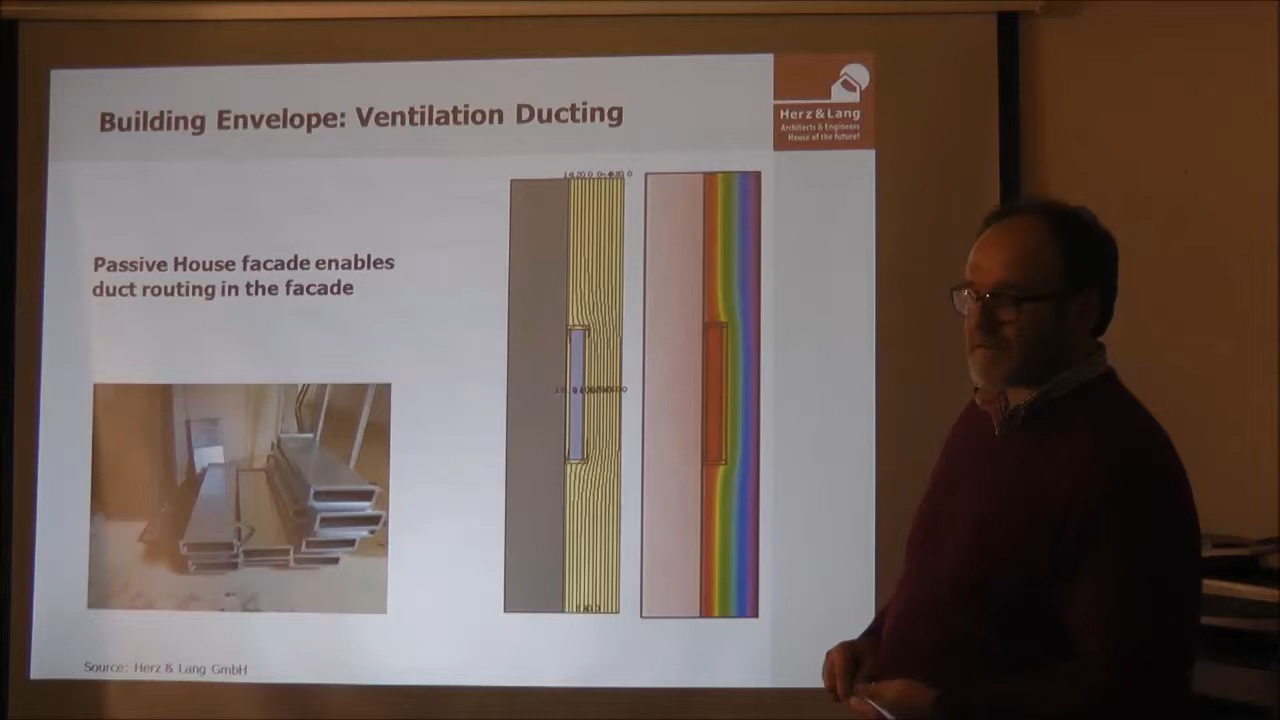 Building Envelope: Ventilation Ducting
Herz & Lang
Architects & Engineers
House of the future!
Passive House facade enables
duct routing in the facade
Source: Herz & Lang GmbH